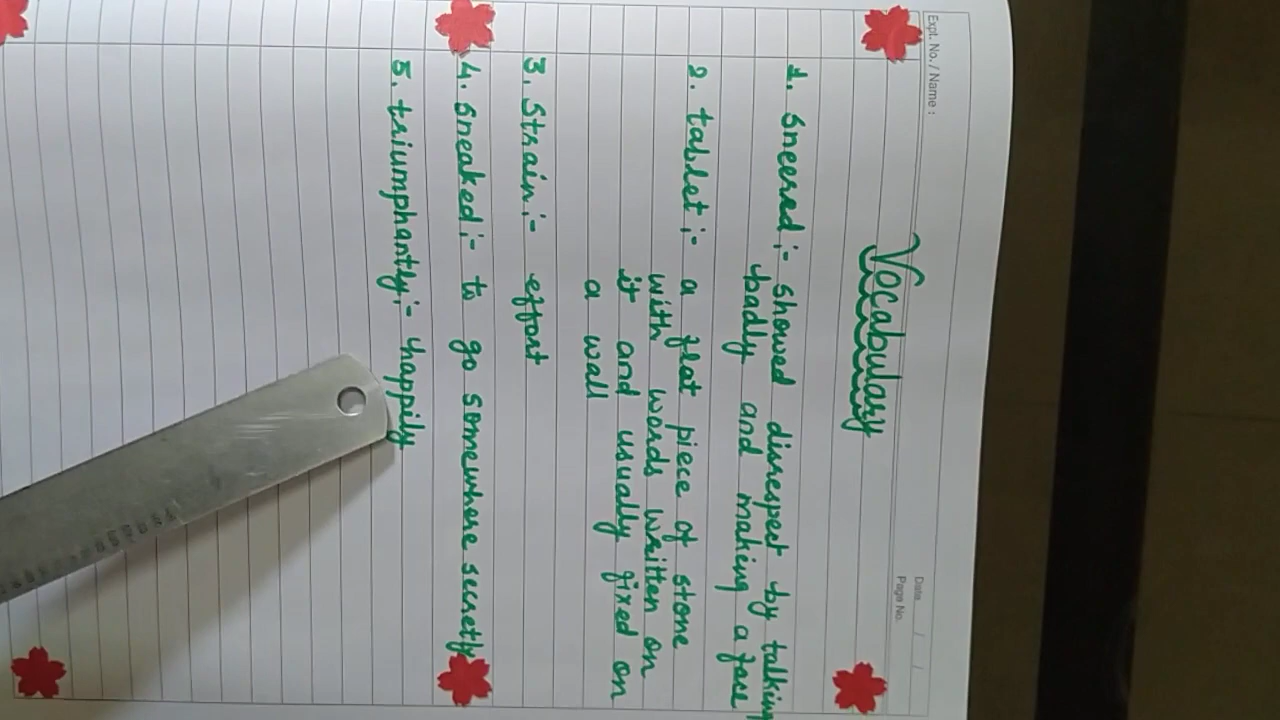 Expt. No. / Name :
Date / /
Page No.
Vocabulary
1. Sneered :- showed disrespect by talking
badly and making a face
2. tablet :- a flat piece of stone
with words written on
it and usually fixed on
a wall
3. Strain :- effort
4. Sneaked :- to go somewhere secretly
5. triumphantly :- happily